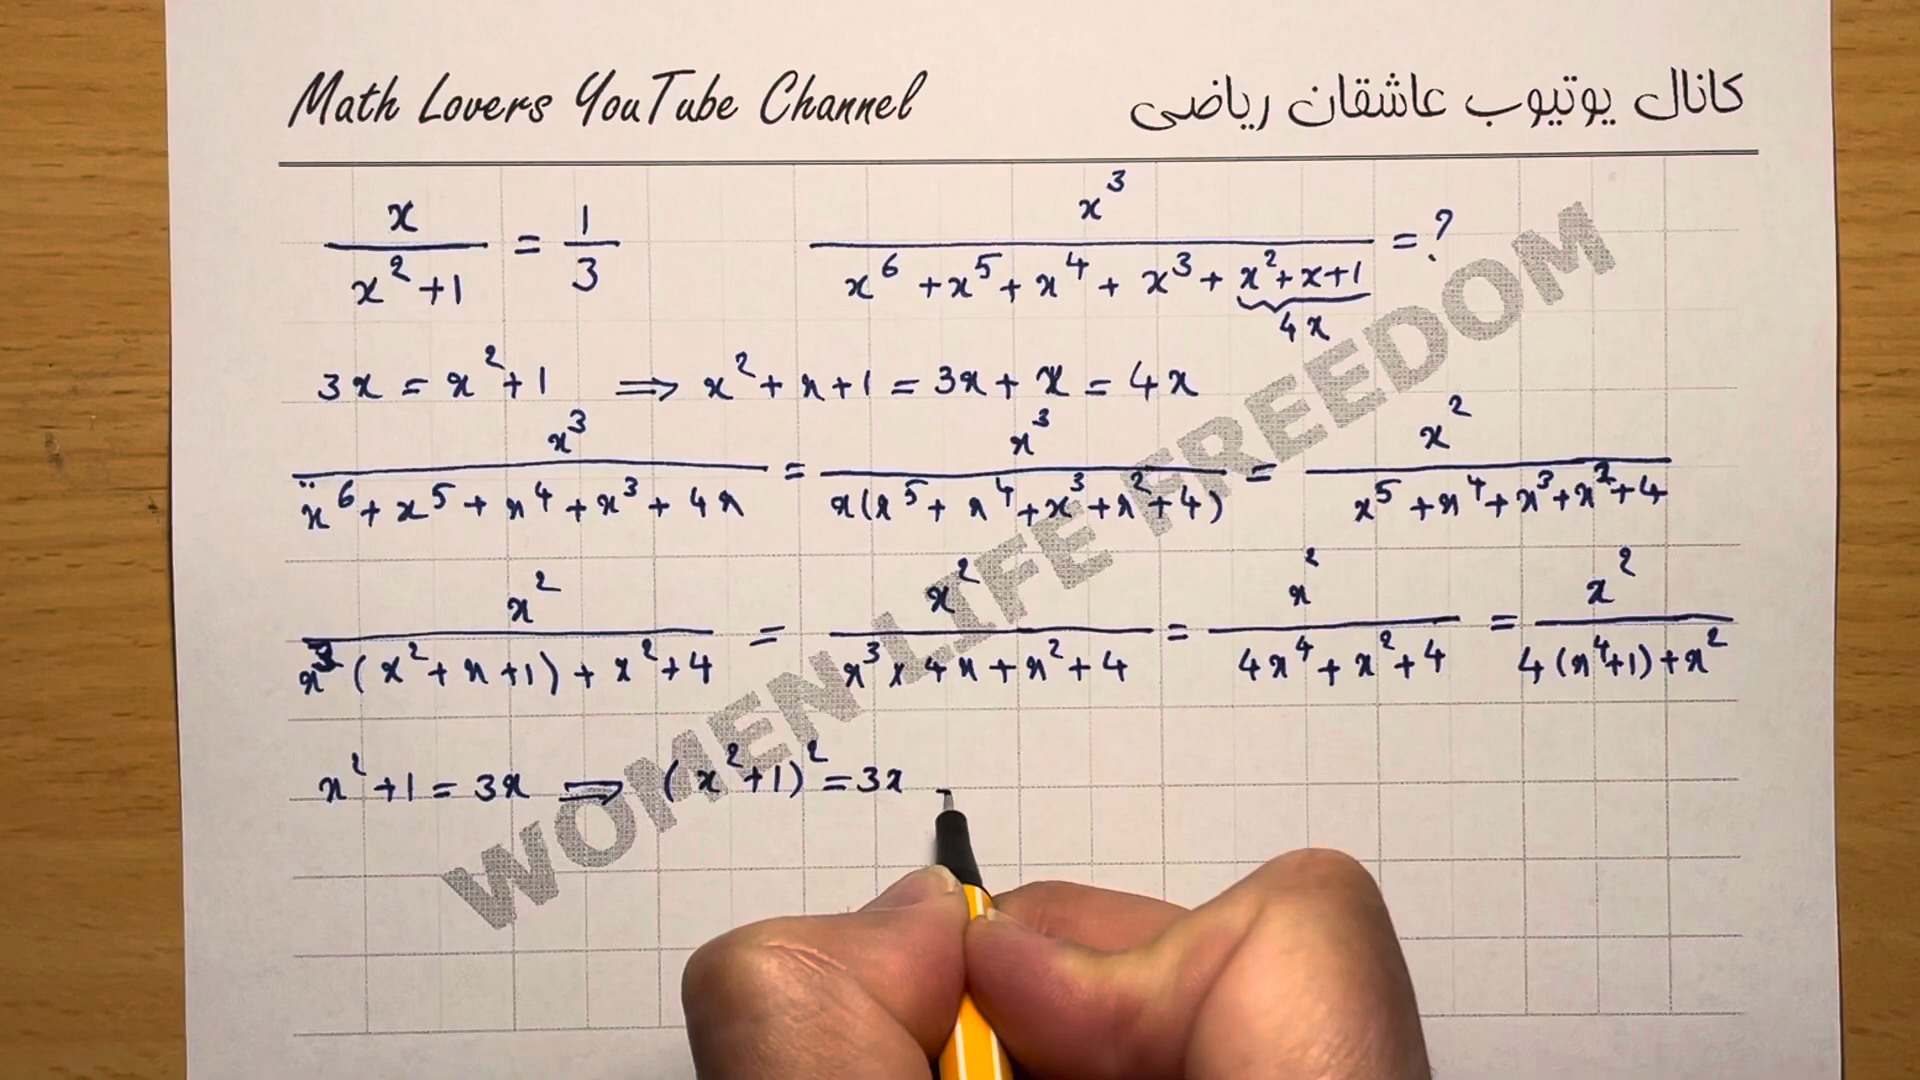 Math Lovers YouTube Channel کانال یوتیوب عاشقان ریاضی
x/(x²+1) = 1/3    x³/(x⁶+x⁵+x⁴+x³+x²+x+1) = ?
4x
3x = x²+1 ⟹ x²+x+1 = 3x+x = 4x
x³/(x⁶+x⁵+x⁴+x³+4x) = x³/(x(x⁵+x⁴+x³+x²+4)) = x²/(x⁵+x⁴+x³+x²+4)
x²/(x³(x²+x+1)+x²+4) = x²/(x³×4x+x²+4) = x²/(4x⁴+x²+4) = x²/(4(x⁴+1)+x²)
x²+1 = 3x ⟹ (x²+1)² = 3x
WOMEN LIFE FREEDOM